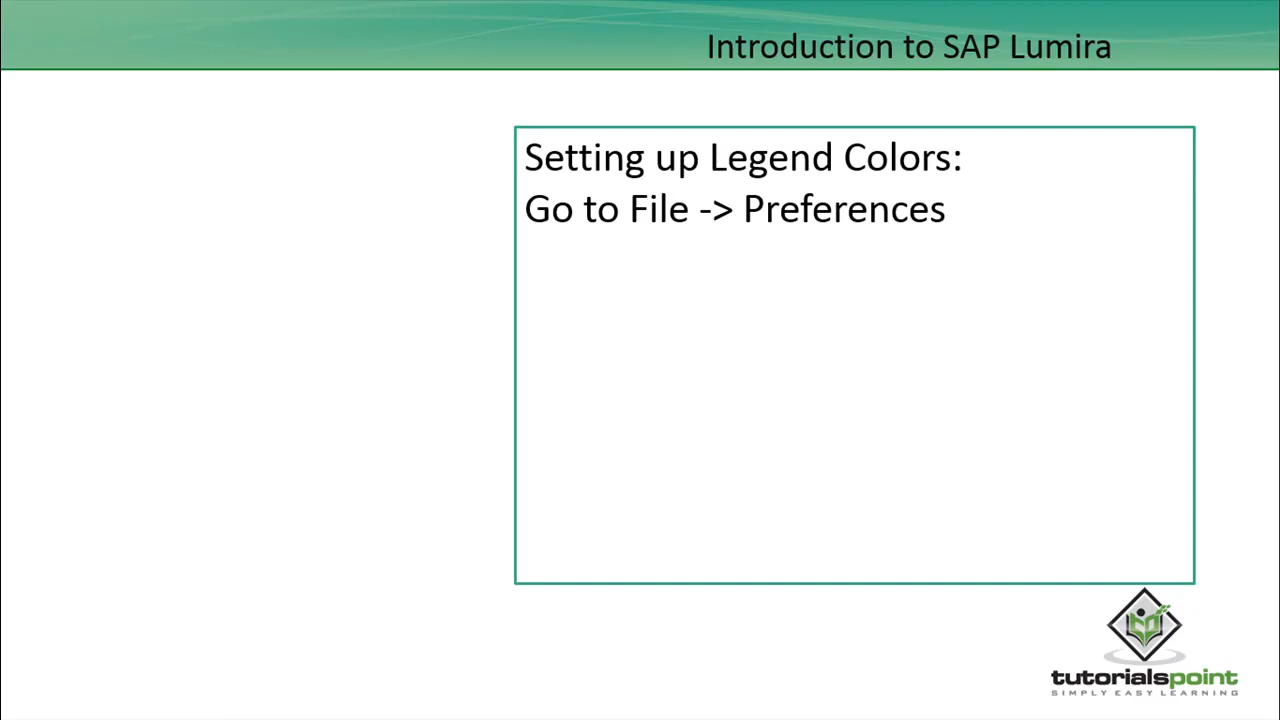 Introduction to SAP Lumira
Setting up Legend Colors:
Go to File -> Preferences
tutorialspoint
SIMPLY EASY LEARNING